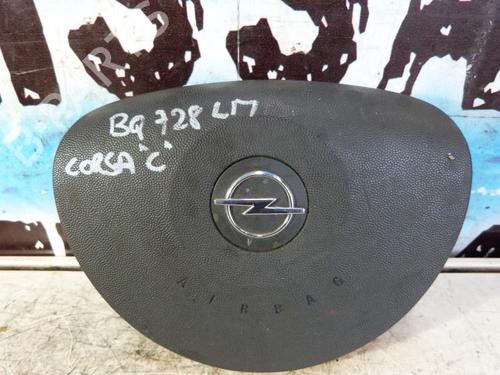 BQ 728 LM
CORSA "C"
AIRBAG